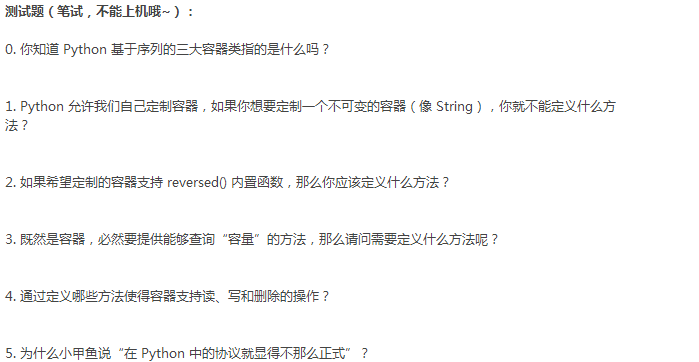 测试题（笔试，不能上机哦~）：
0. 你知道 Python 基于序列的三大容器类指的是什么吗？
1. Python 允许我们自己定制容器，如果你想要定制一个不可变的容器（像 String），你就不能定义什么方
法？
2. 如果希望定制的容器支持 reversed() 内置函数，那么你应该定义什么方法？
3. 既然是容器，必然要提供能够查询“容量”的方法，那么请问需要定义什么方法呢？
4. 通过定义哪些方法使得容器支持读、写和删除的操作？
5. 为什么小甲鱼说“在 Python 中的协议就显得不那么正式”？